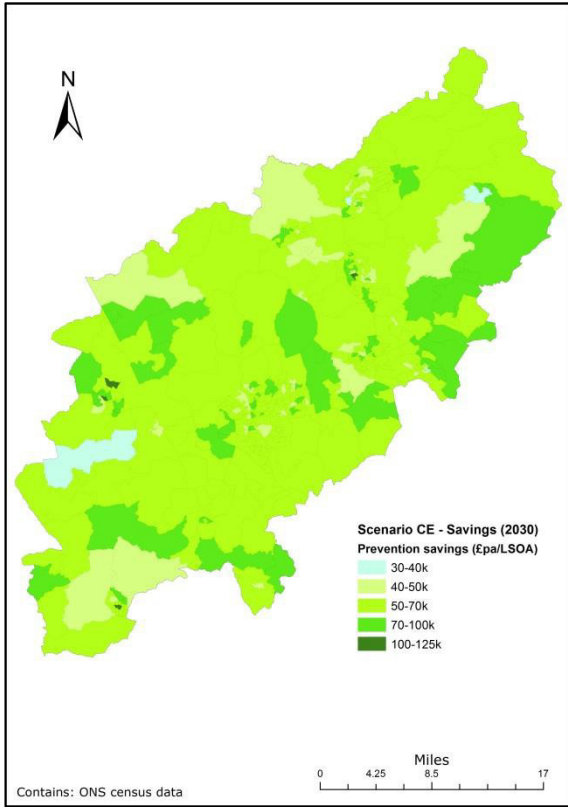 N
Scenario CE - Savings (2030)
Prevention savings (£pa/LSOA)
30-40k
40-50k
50-70k
70-100k
100-125k
Miles
0 4.25 8.5 17
Contains: ONS census data